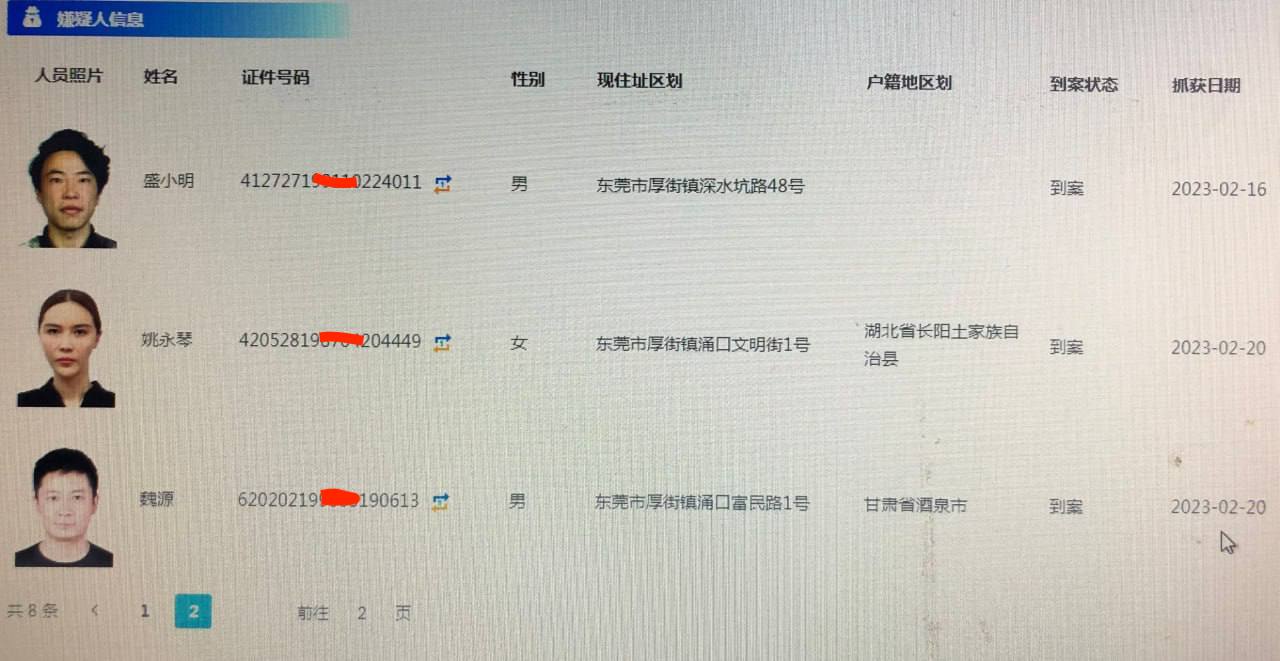 嫌疑人信息
人员照片 姓名 证件号码 性别 现住址区划 户籍地区划 到案状态 抓获日期
盛小明 41272719 0224011 男 东莞市厚街镇深水坑路48号 到案 2023-02-16
姚永琴 42052819 204449 女 东莞市厚街镇涌口文明街1号 湖北省长阳土家族自
治县 到案 2023-02-20
魏源 62020219 190613 男 东莞市厚街镇涌口富民路1号 甘肃省酒泉市 到案 2023-02-20
共8条 < 1 2 前往 2 页